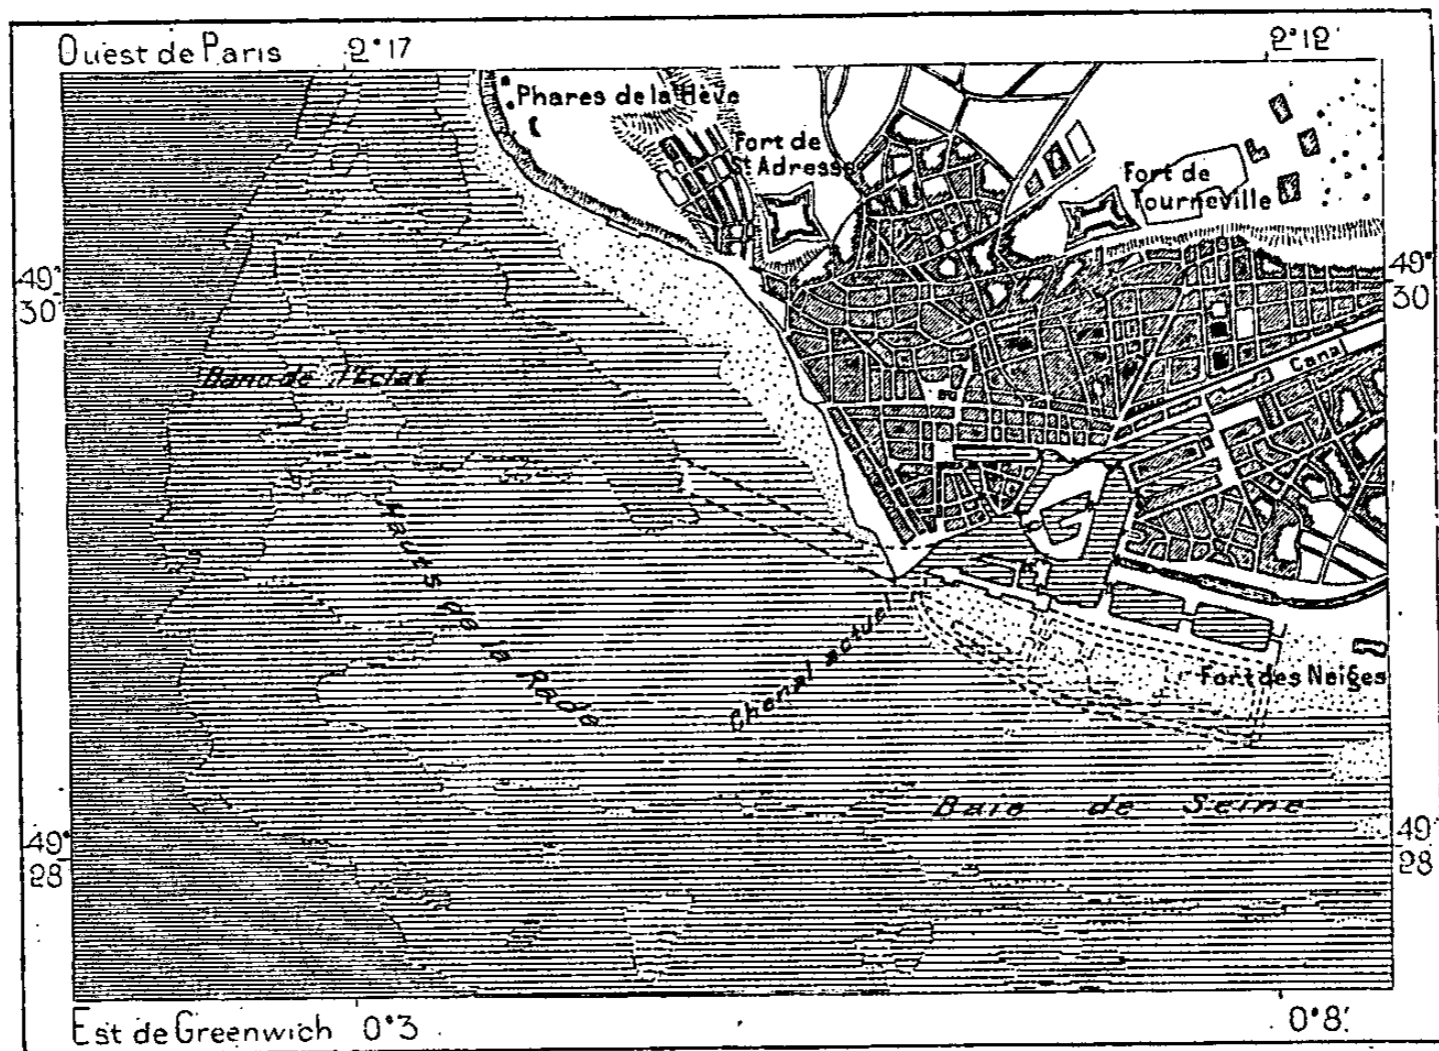 Ouest de Paris 2°17 2°12'
Phares de la Hève
Fort de
St Adresse
Fort de
Tourneville
49°
30'
49°
30
Banc de l'Eclat
Canal
Hauts de la Rade
Chenal actuel
Fort des Neiges
Baie de Seine
49°
28
49°
28
Est de Greenwich 0°3 0°8'